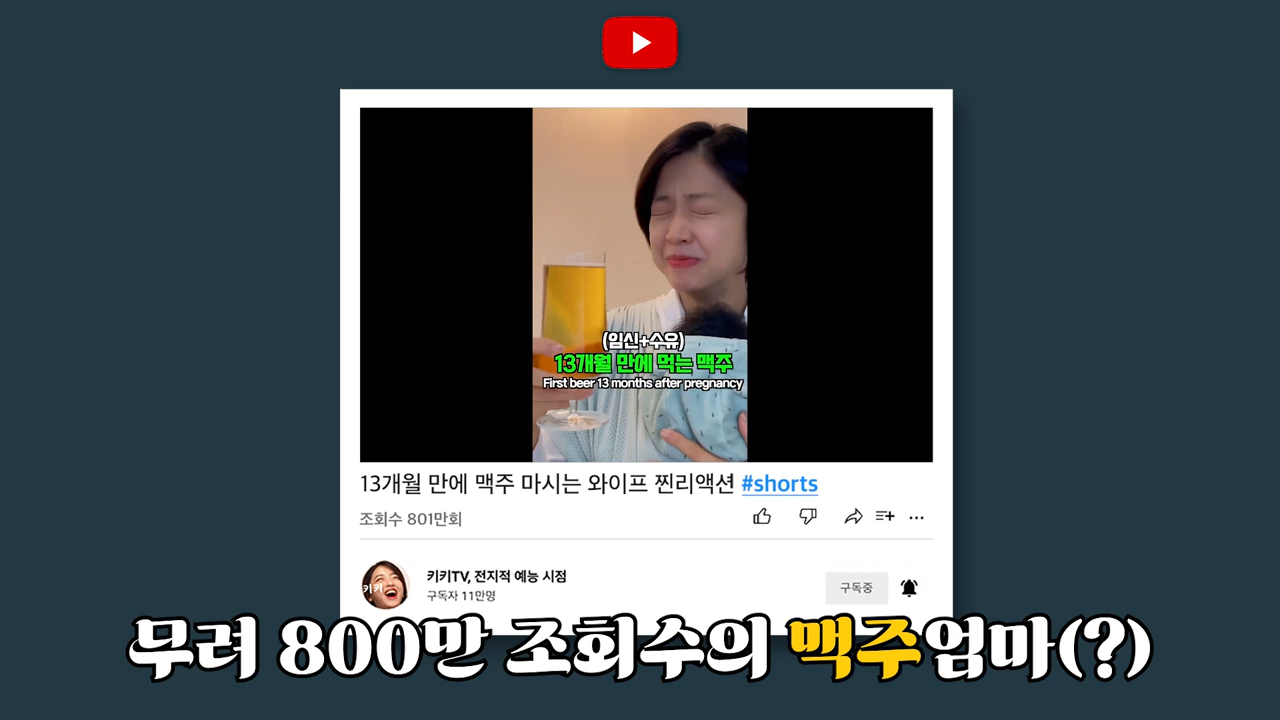 (임신+수유)
13개월 만에 먹는 맥주
First beer 13 months after pregnancy
13개월 만에 맥주 마시는 와이프 찐리액션 #shorts
조회수 801만회
키키
키키TV, 전지적 예능 시점
구독자 11만명
구독중
무려 800만 조회수의 맥주엄마(?)